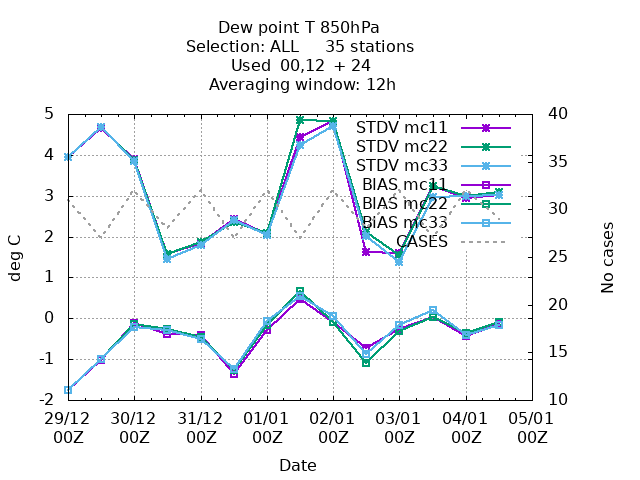 Dew point T 850hPa
Selection: ALL     35 stations
Used  00,12  + 24
Averaging window: 12h
5
4
3
2
1
0
-1
-2
deg C
40
35
30
25
20
15
10
No cases
STDV mc11
STDV mc22
STDV mc33
BIAS mc11
BIAS mc22
BIAS mc33
CASES
29/12 30/12 31/12 01/01 02/01 03/01 04/01 05/01
00Z 00Z 00Z 00Z 00Z 00Z 00Z 00Z
Date